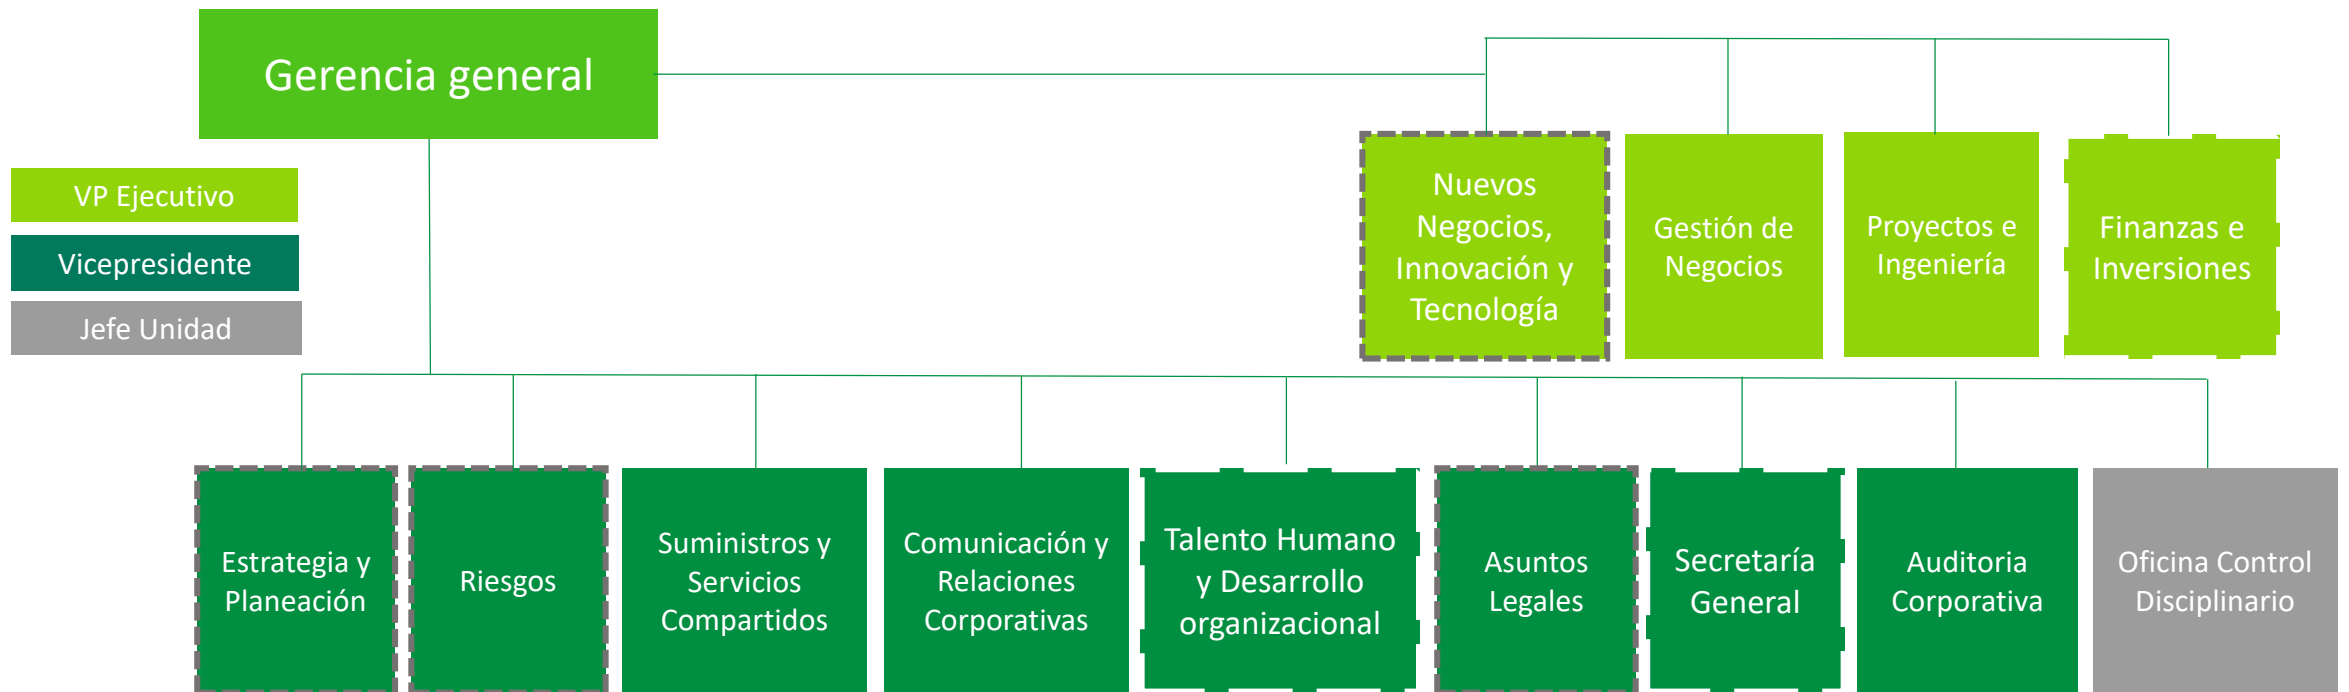 Gerencia general
VP Ejecutivo
Vicepresidente
Jefe Unidad
Nuevos
Negocios,
Innovación y
Tecnología
Gestión de
Negocios
Proyectos e
Ingeniería
Finanzas e
Inversiones
Estrategia y
Planeación
Riesgos
Suministros y
Servicios
Compartidos
Comunicación y
Relaciones
Corporativas
Talento Humano
y Desarrollo
organizacional
Asuntos
Legales
Secretaría
General
Auditoria
Corporativa
Oficina Control
Disciplinario